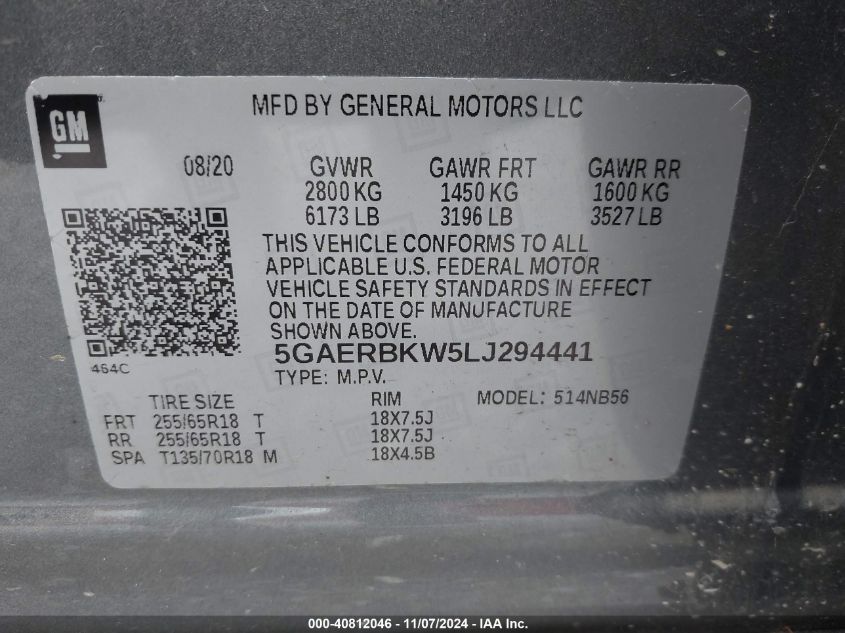 MFD BY GENERAL MOTORS LLC
GM
08/20 GVWR GAWR FRT GAWR RR
2800 KG 1450 KG 1600 KG
6173 LB 3196 LB 3527 LB
THIS VEHICLE CONFORMS TO ALL
APPLICABLE U.S. FEDERAL MOTOR
VEHICLE SAFETY STANDARDS IN EFFECT
ON THE DATE OF MANUFACTURE
SHOWN ABOVE.
5GAERBKW5LJ294441
464C
TYPE: M.P.V.
TIRE SIZE RIM MODEL: 514NB56
FRT 255/65R18 T 18X7.5J
RR 255/65R18 T 18X7.5J
SPA T135/70R18 M 18X4.5B
000-40812046 - 11/07/2024 - IAA Inc.